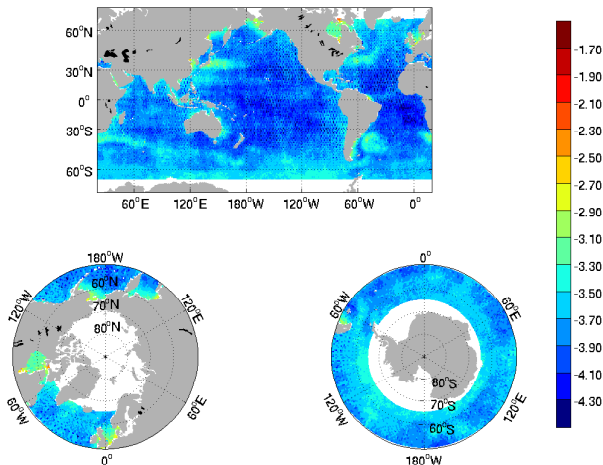 60°N
30°N
0°
30°S
60°S
60°E
120°E
180°W
120°W
60°W
0°
-1.70
-1.90
-2.10
-2.30
-2.50
-2.70
-2.90
-3.10
-3.30
-3.50
-3.70
-3.90
-4.10
-4.30
180°W
120°W
60°N
70°N
80°N
120°E
60°W
60°E
0°
0°
60°W
60°E
80°S
70°S
60°S
120°W
120°E
180°W